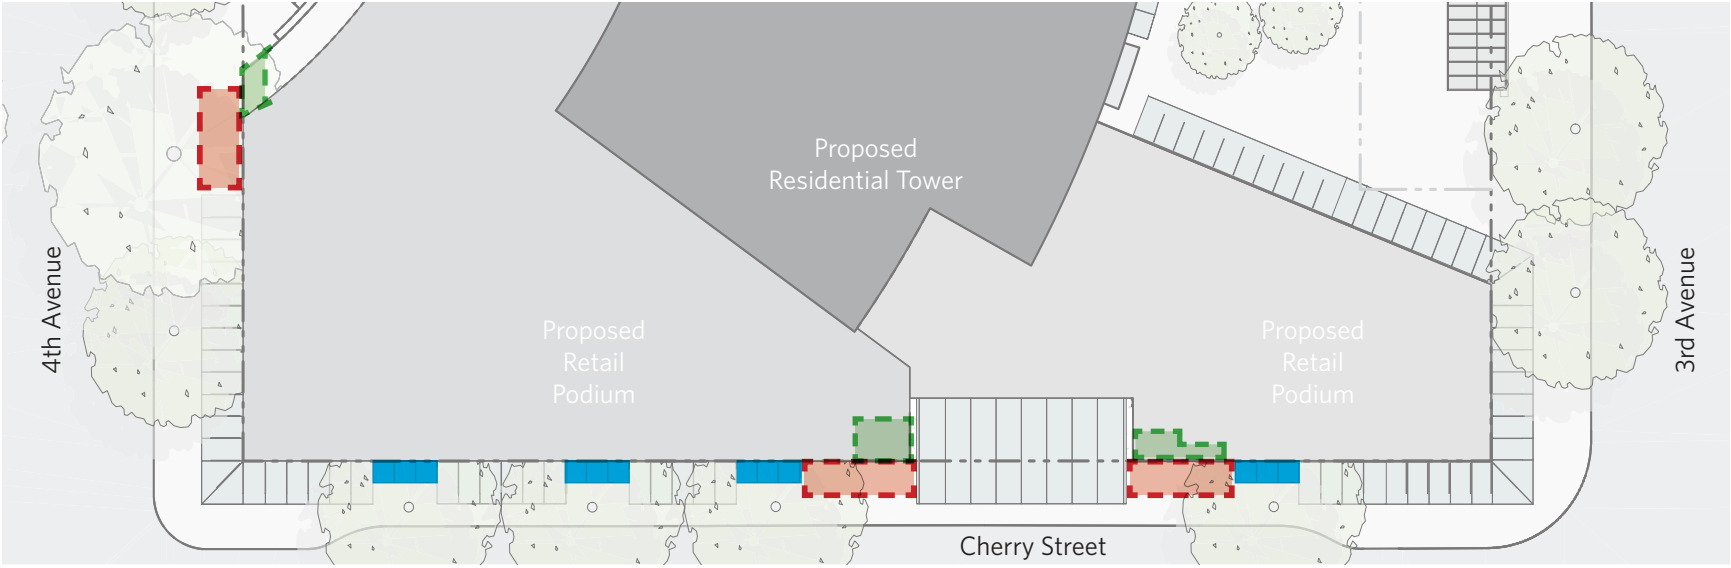 Proposed
Residential Tower
4th Avenue
Proposed
Retail
Podium
Proposed
Retail
Podium
3rd Avenue
Cherry Street